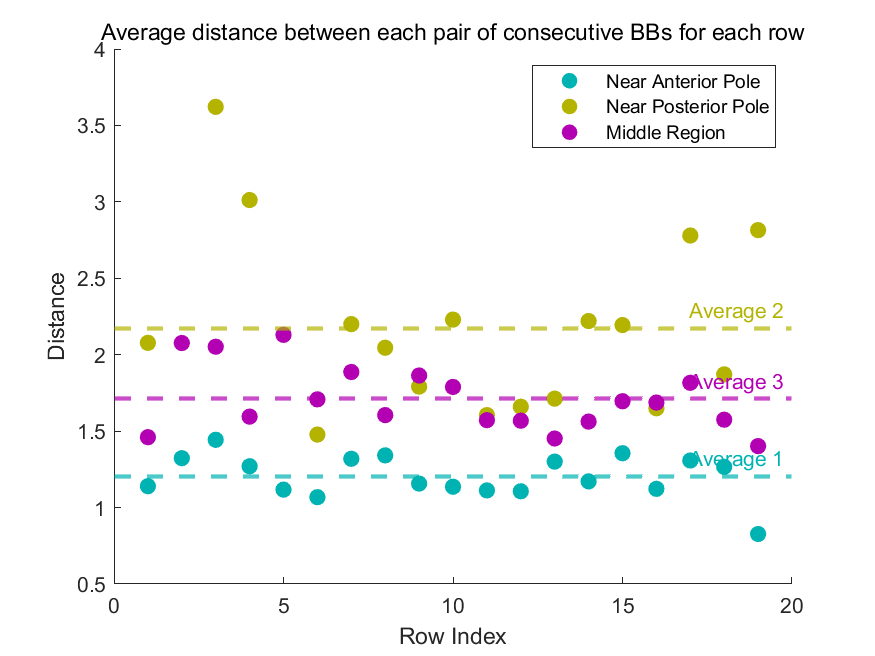 Average distance between each pair of consecutive BBs for each row
Near Anterior Pole
Near Posterior Pole
Middle Region
4
3.5
3
2.5
2
1.5
1
0.5
Distance
Average 2
Average 3
Average 1
0
5
10
15
20
Row Index